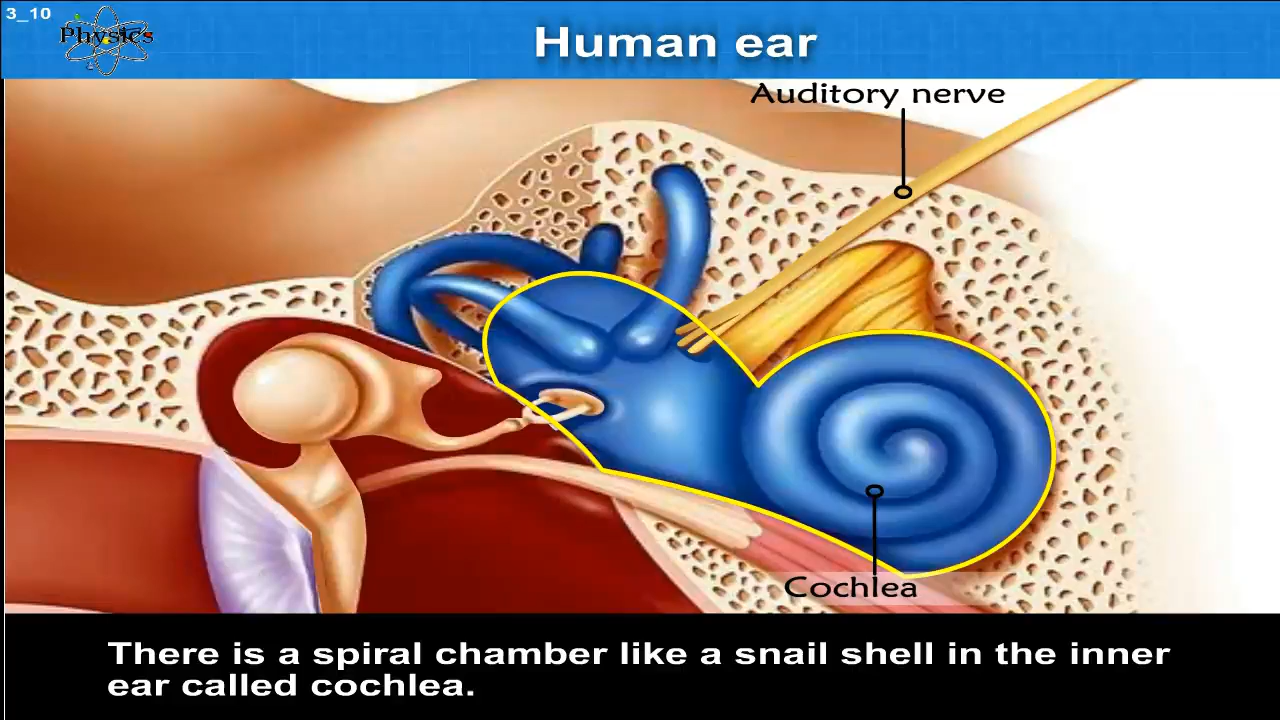 3_10
Physics
Human ear
Auditory nerve
Cochlea
There is a spiral chamber like a snail shell in the inner
ear called cochlea.